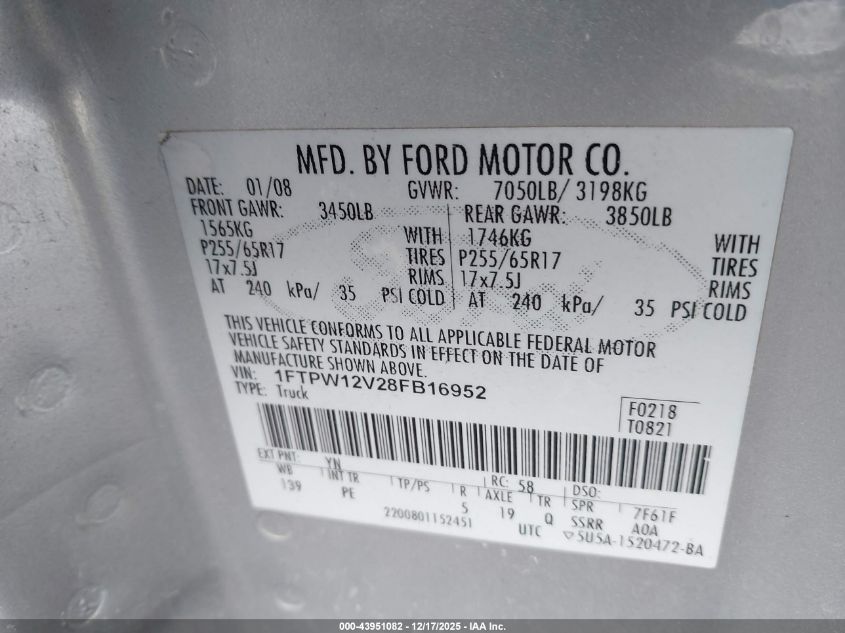 MFD. BY FORD MOTOR CO.
DATE: 01/08 GVWR: 7050LB/ 3198KG
FRONT GAWR: 3450LB REAR GAWR: 3850LB
1565KG WITH 1746KG WITH
P255/65R17 TIRES P255/65R17 TIRES
17x7.5J RIMS 17x7.5J RIMS
AT 240 kPa/ 35 PSI COLD AT 240 kPa/ 35 PSI COLD
THIS VEHICLE CONFORMS TO ALL APPLICABLE FEDERAL MOTOR
VEHICLE SAFETY STANDARDS IN EFFECT ON THE DATE OF
MANUFACTURE SHOWN ABOVE.
VIN: 1FTPW12V28FB16952
TYPE: Truck
F0218
T0821
EXT PNT: YN RC: 58 DSO:
WB INT TR TP/PS R AXLE TR SPR 7F61F
139 PE 5 19 Q SSRR A0A
2200801152451 UTC ▽5U5A-1520472-BA
000-43951082 - 12/17/2025 - IAA Inc.